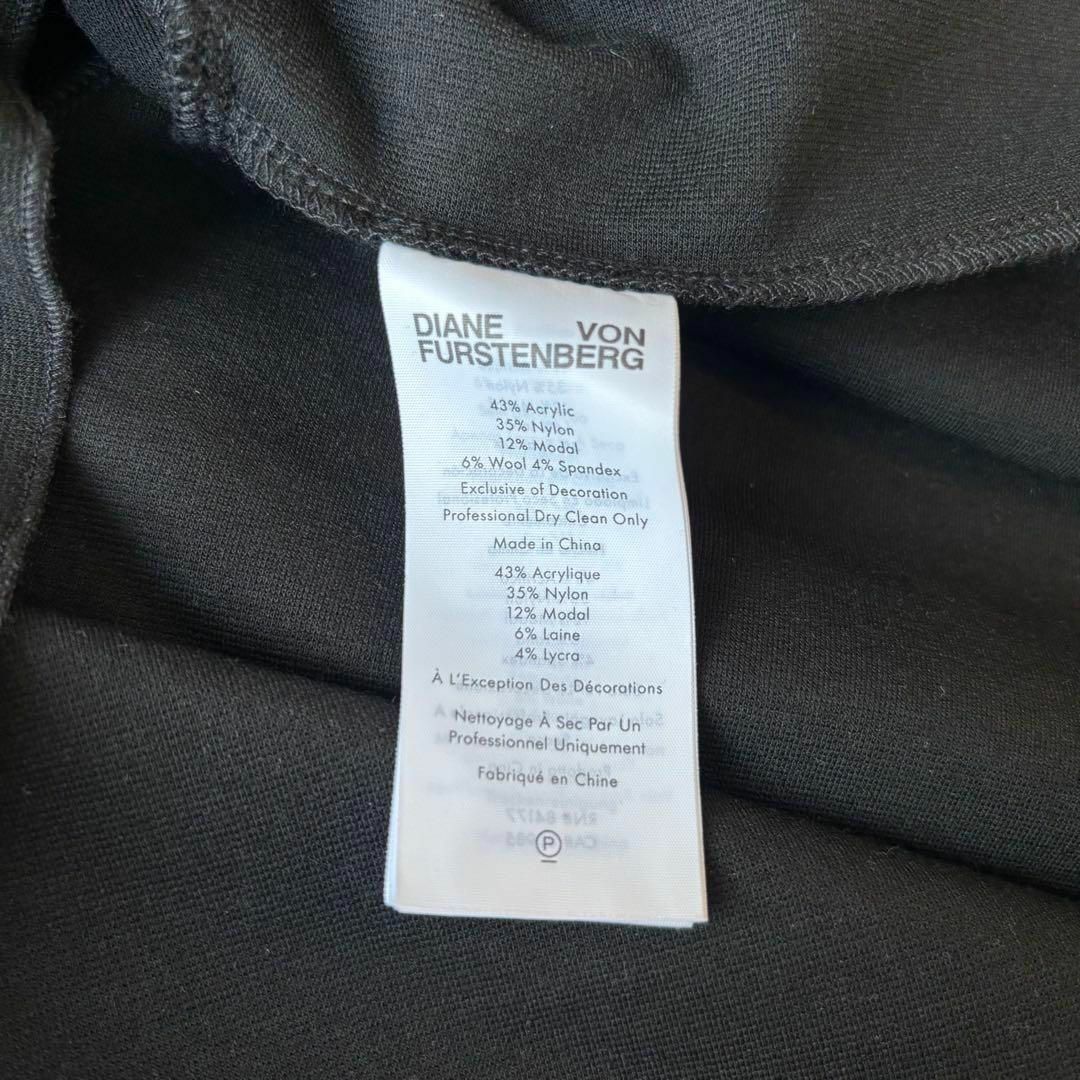 DIANE VON
FURSTENBERG
43% Acrylic
35% Nylon
12% Modal
6% Wool 4% Spandex
Exclusive of Decoration
Professional Dry Clean Only
Made in China
43% Acrylique
35% Nylon
12% Modal
6% Laine
4% Lycra
À L'Exception Des Décorations
Nettoyage À Sec Par Un
Professionnel Uniquement
Fabriqué en Chine
P